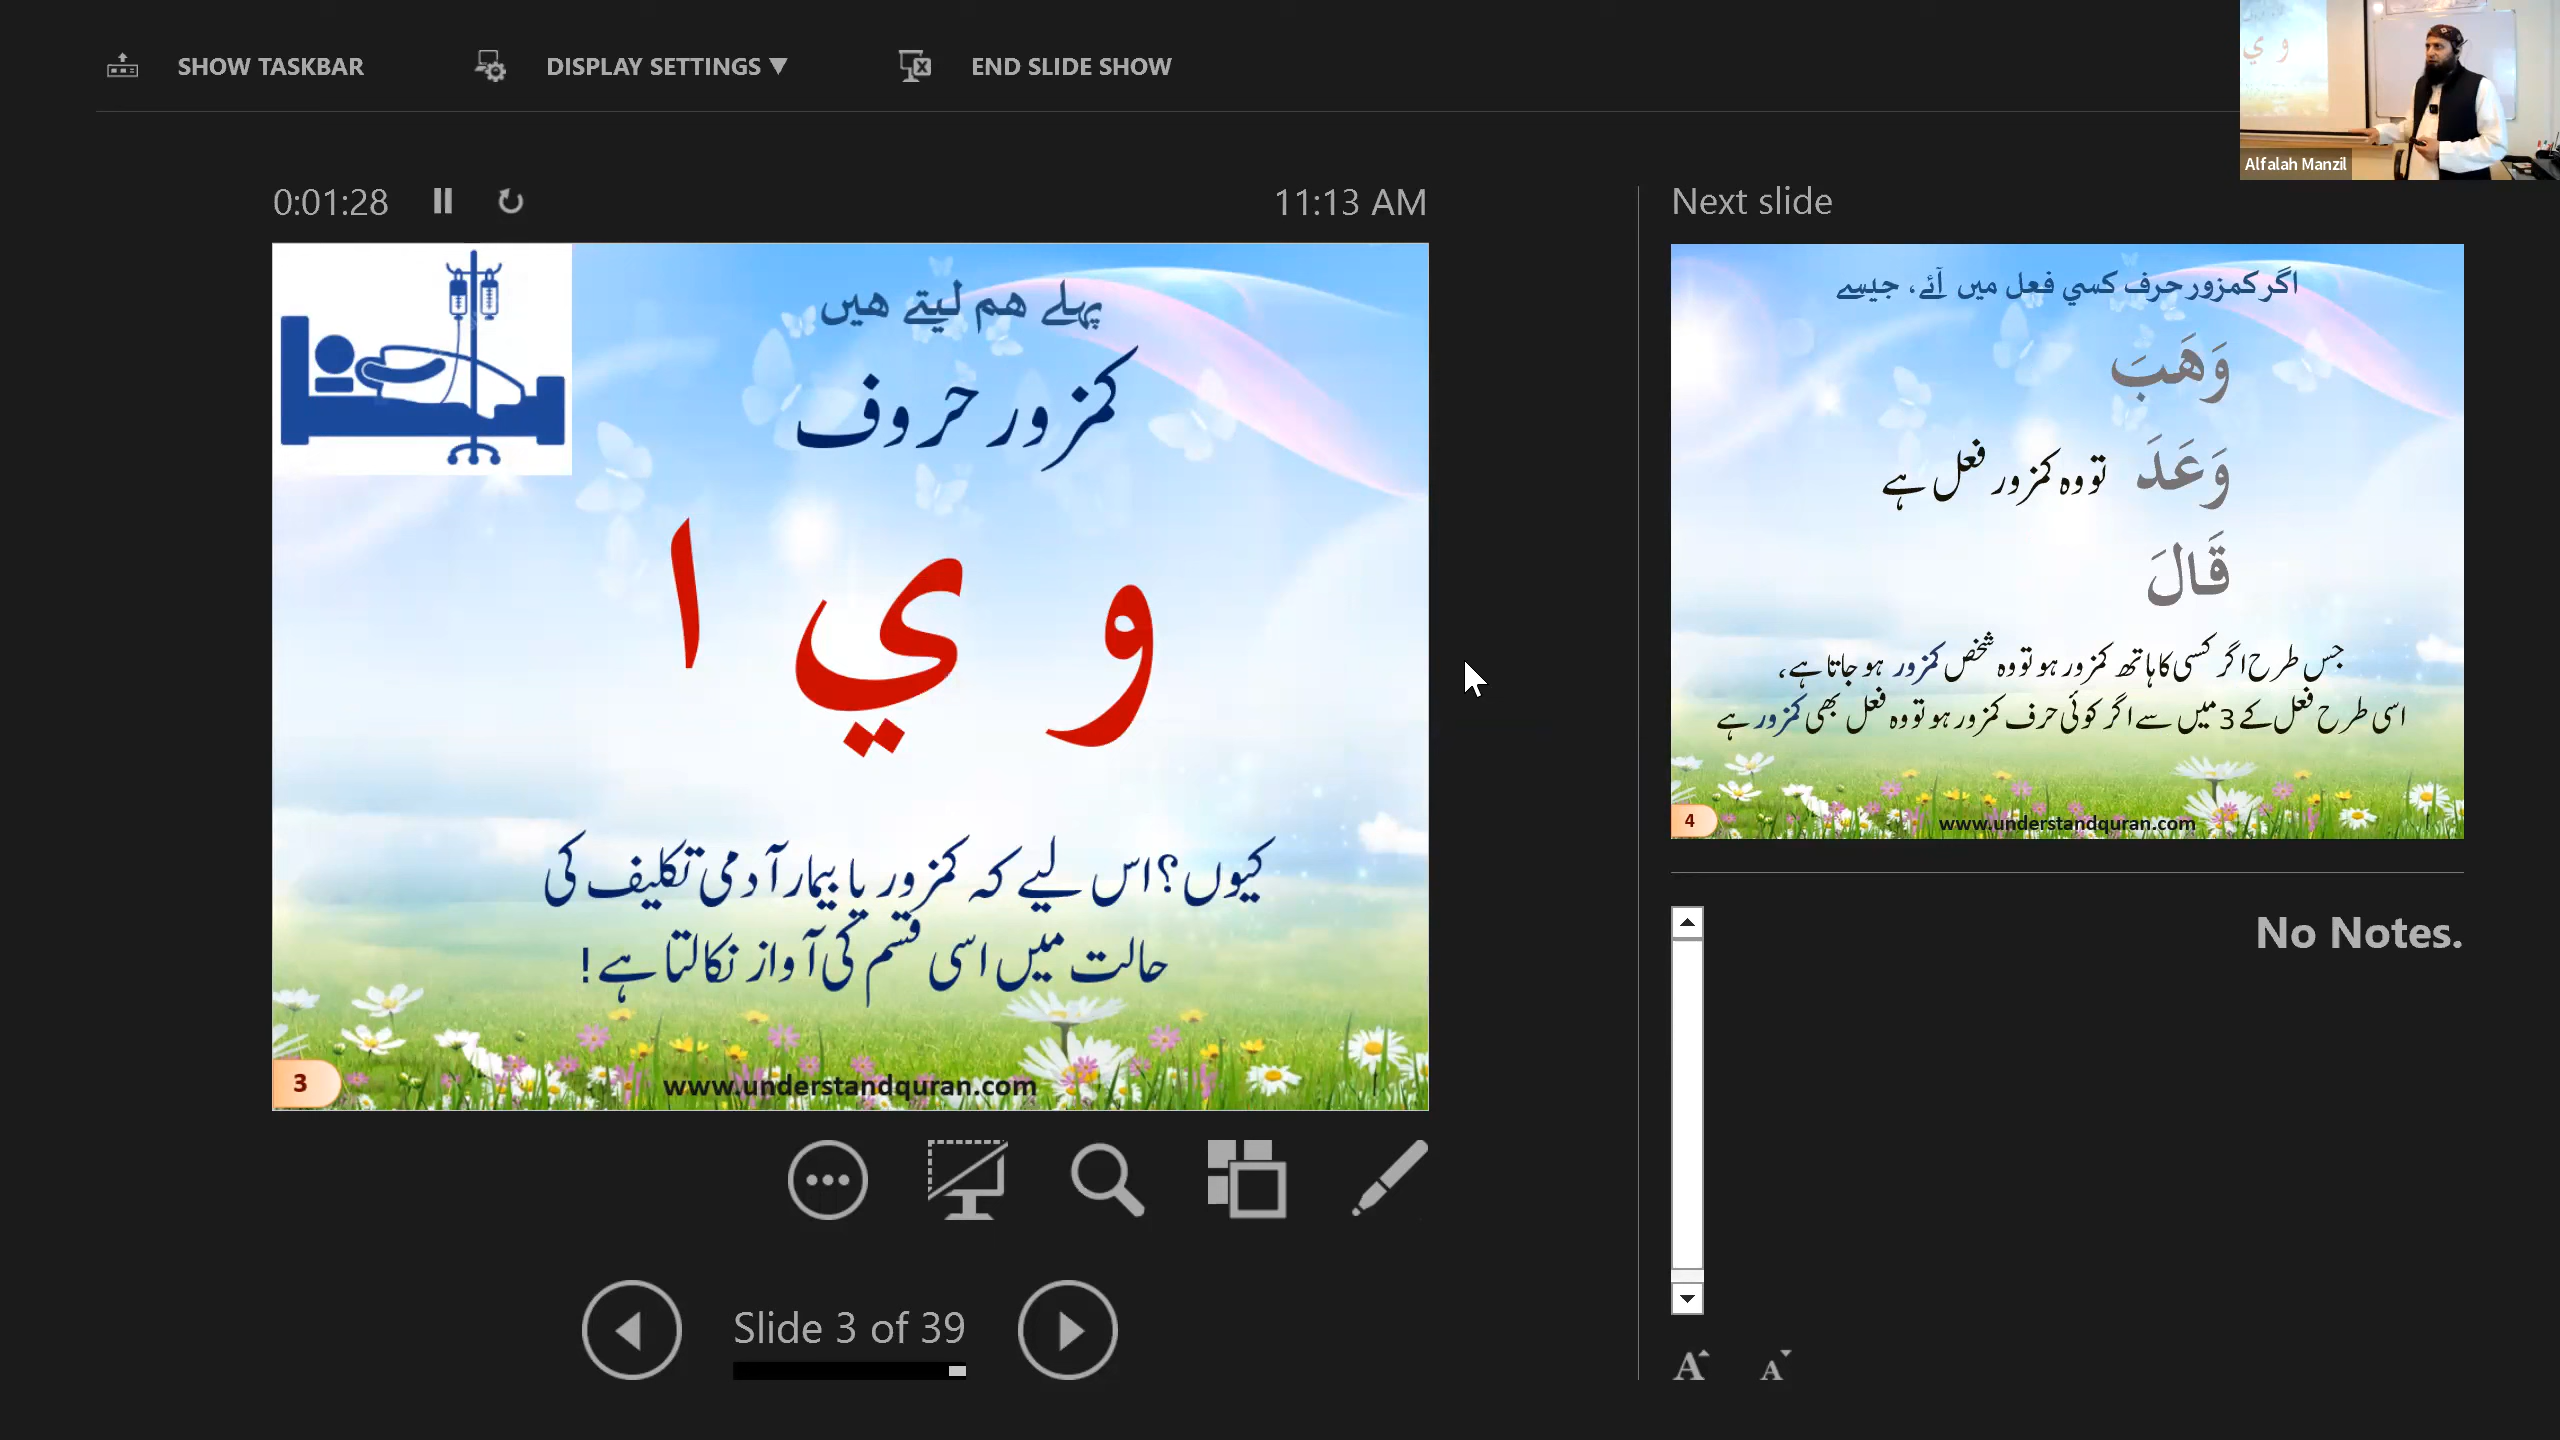 SHOW TASKBAR
DISPLAY SETTINGS ▼
END SLIDE SHOW
Alfalah Manzil
و ي
0:01:28
11:13 AM
پہلے ہم لیتے ہیں
کمزور حروف
و ي ا
کیوں؟ اس لیے کہ کمزور یا بیمار آدمی تکلیف کی
حالت میں اسی قسم کی آواز نکالتا ہے!
3
www.understandquran.com
Next slide
اگر کمزور حرف کسي فعل میں آئے، جیسے
وَهَبَ
وَعَدَ تو وہ کمزور فعل ہے
قَالَ
جس طرح اگر کسی کا ہاتھ کمزور ہو تو وہ شخص کمزور ہو جاتا ہے،
اسی طرح فعل کے 3 میں سے اگر کوئی حرف کمزور ہو تو وہ فعل بھی کمزور ہے
4
www.understandquran.com
No Notes.
Slide 3 of 39